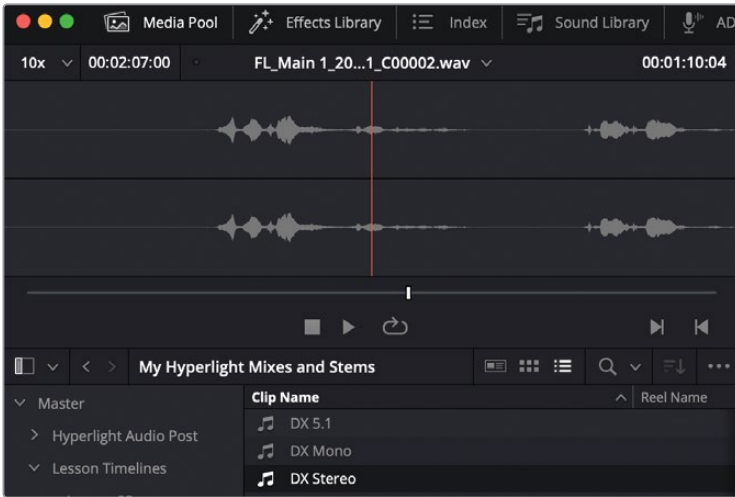 Media Pool Effects Library Index Sound Library AD
10x 00:02:07:00 FL_Main 1_20...1_C00002.wav 00:01:10:04
My Hyperlight Mixes and Stems
Master
Hyperlight Audio Post
Lesson Timelines
Clip Name Reel Name
DX 5.1
DX Mono
DX Stereo